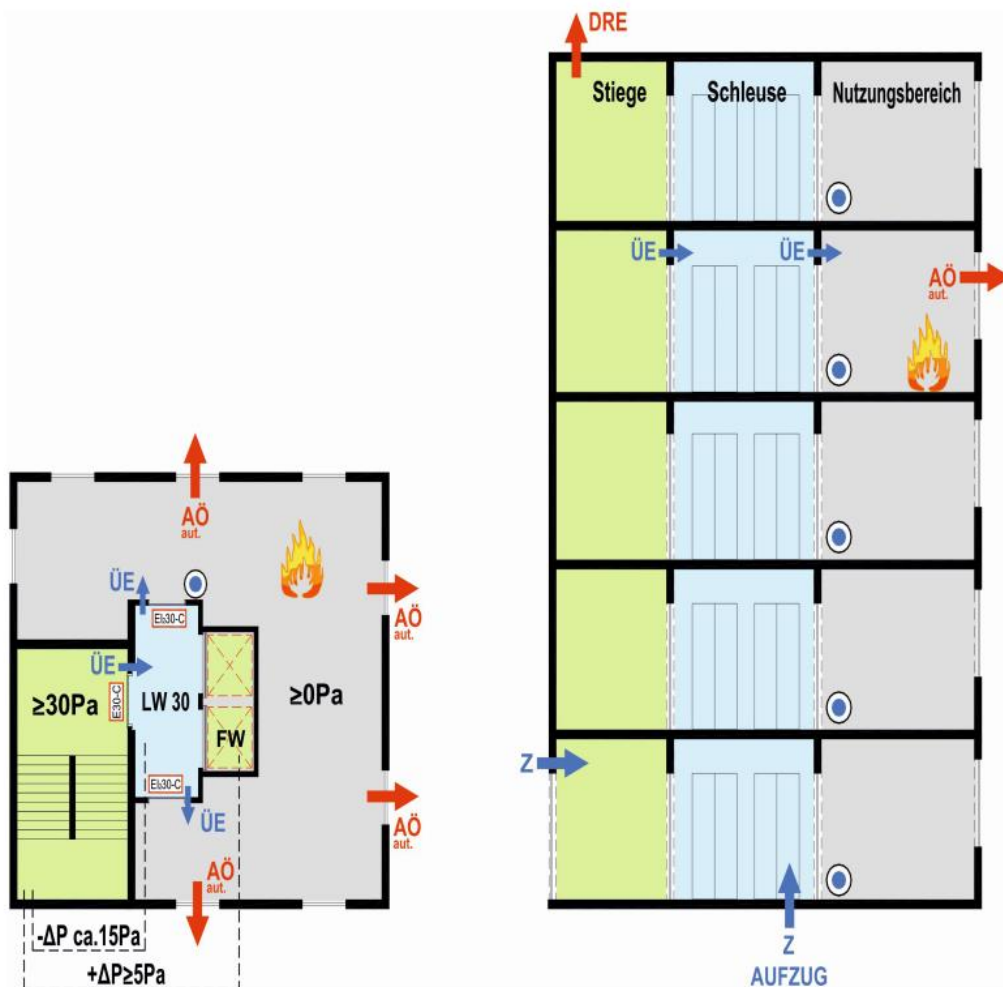 DRE
Stiege
Schleuse
Nutzungsbereich
ÜE
ÜE
AÖ
aut.
Z
Z
AUFZUG
AÖ
aut.
ÜE
EI₂30-C
AÖ
aut.
ÜE
≥30Pa
E30-C
LW 30
≥0Pa
FW
EI₂30-C
ÜE
AÖ
aut.
AÖ
aut.
-ΔP ca.15Pa
+ΔP≥5Pa